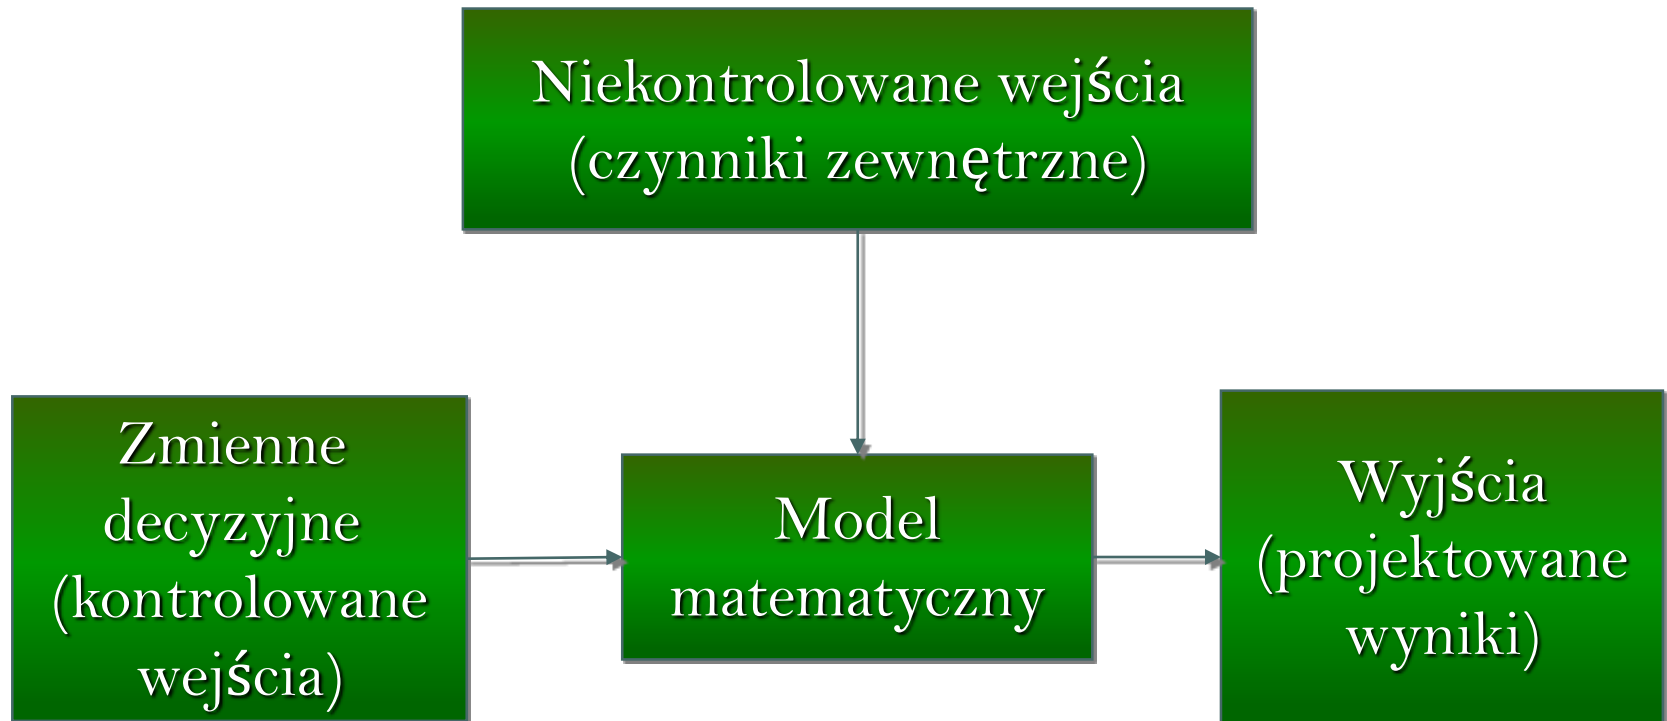 Niekontrolowane wejścia
(czynniki zewnętrzne)
Zmienne
decyzyjne
(kontrolowane
wejścia)
Model
matematyczny
Wyjścia
(projektowane
wyniki)